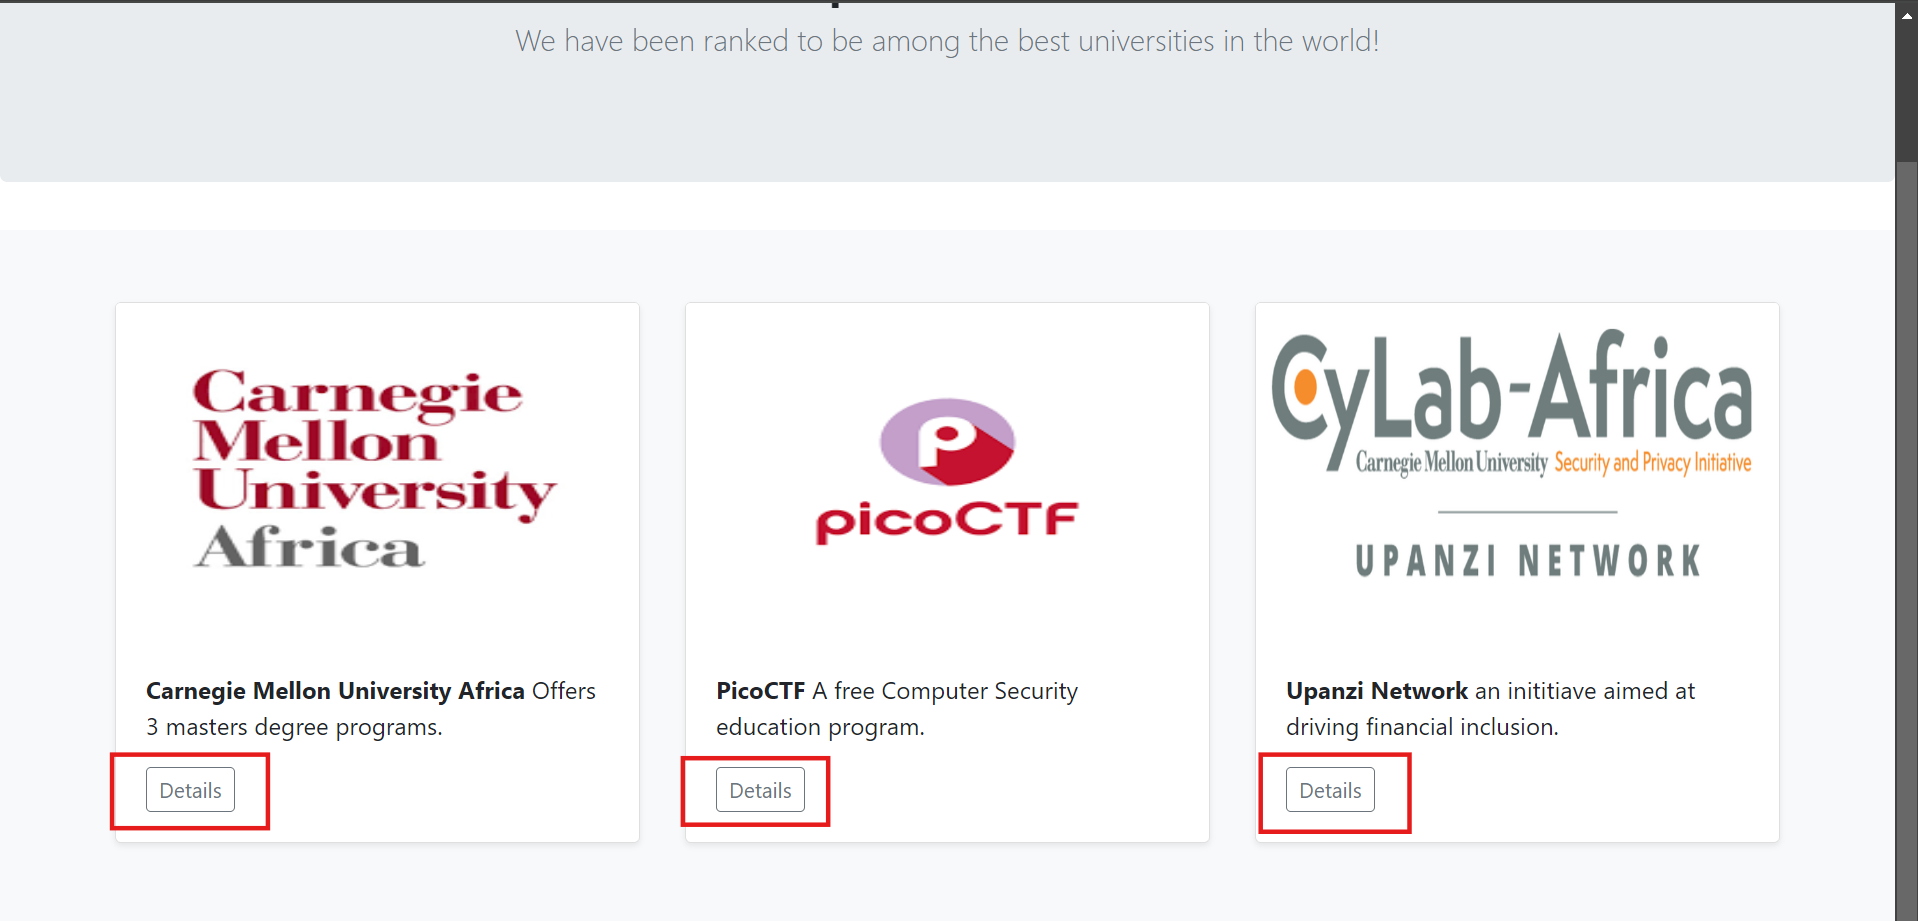 We have been ranked to be among the best universities in the world!
Carnegie
Mellon
University
Africa
Carnegie Mellon University Africa Offers
3 masters degree programs.
Details
P
picoCTF
PicoCTF A free Computer Security
education program.
Details
CyLab-Africa
Carnegie Mellon University Security and Privacy Initiative
UPANZI NETWORK
Upanzi Network an inititiave aimed at
driving financial inclusion.
Details